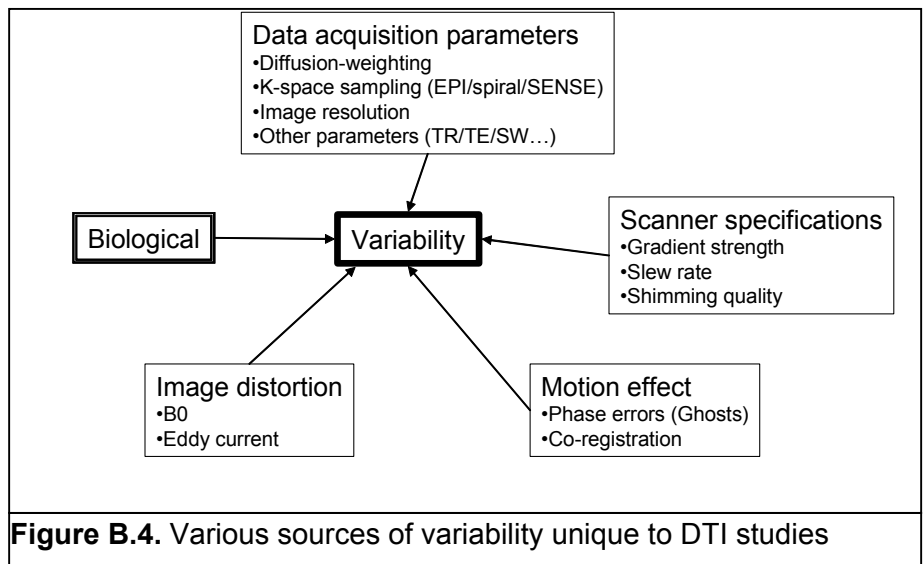 Data acquisition parameters
•Diffusion-weighting
•K-space sampling (EPI/spiral/SENSE)
•Image resolution
•Other parameters (TR/TE/SW…)
Biological
Variability
Scanner specifications
•Gradient strength
•Slew rate
•Shimming quality
Image distortion
•B0
•Eddy current
Motion effect
•Phase errors (Ghosts)
•Co-registration
Figure B.4. Various sources of variability unique to DTI studies